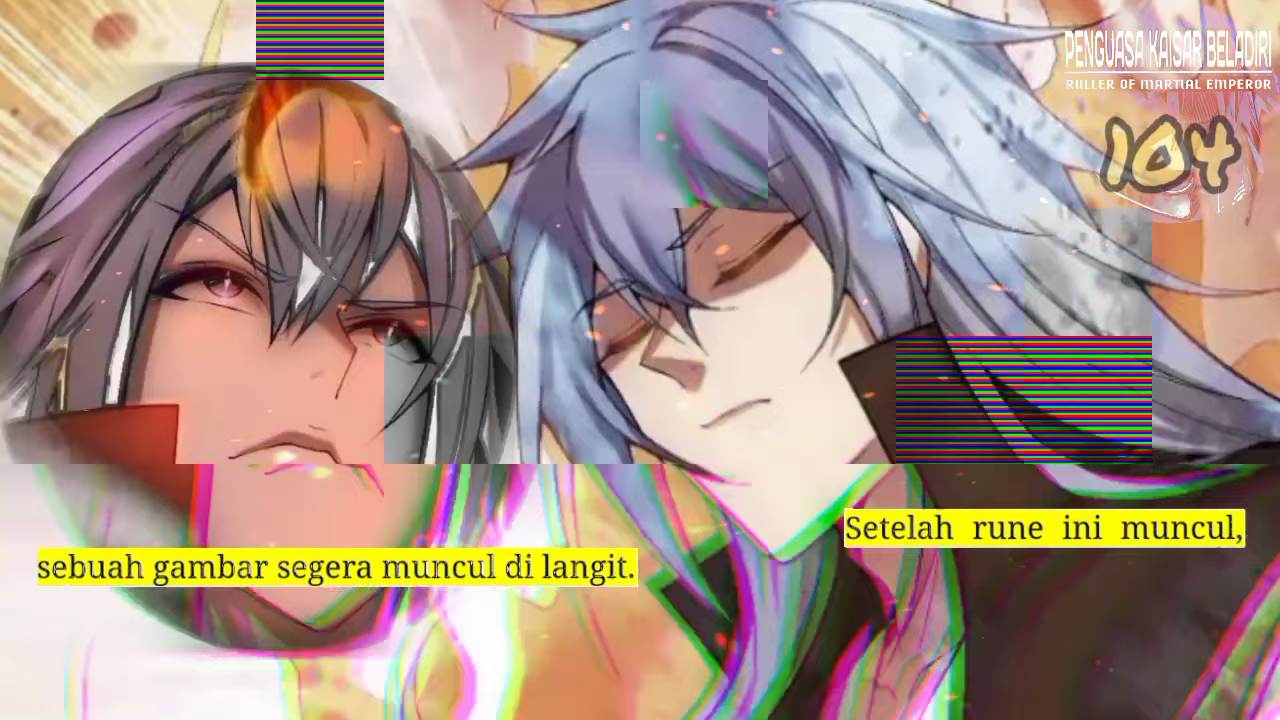 PENGUASA KAISAR BELADIRI
RULLER OF MARTIAL EMPEROR
104
Setelah rune ini muncul,
sebuah gambar segera muncul di langit.